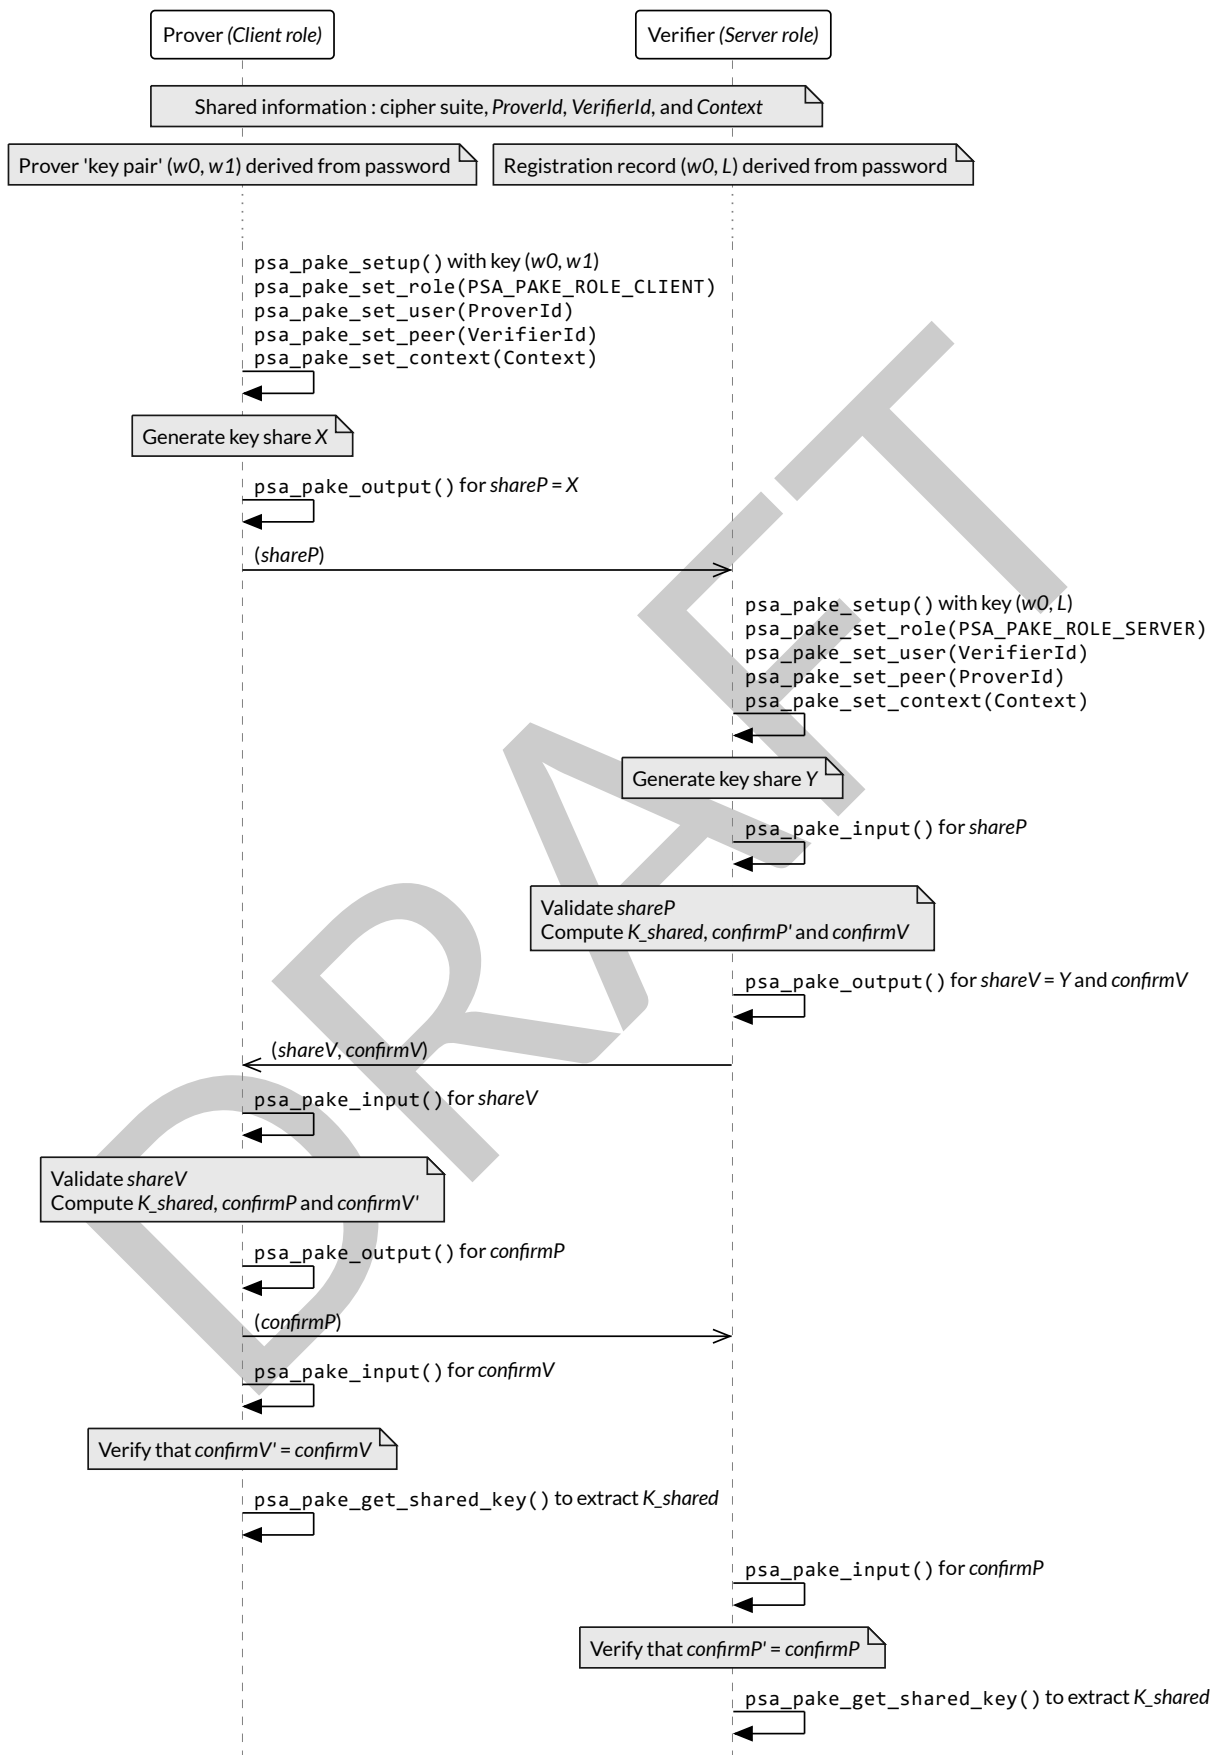 Prover (Client role)
Verifier (Server role)
Shared information : cipher suite, ProverId, VerifierId, and Context
Prover 'key pair' (w0, w1) derived from password
Registration record (w0, L) derived from password
psa_pake_setup() with key (w0, w1)
psa_pake_set_role(PSA_PAKE_ROLE_CLIENT)
psa_pake_set_user(ProverId)
psa_pake_set_peer(VerifierId)
psa_pake_set_context(Context)
Generate key share X
psa_pake_output() for shareP = X
(shareP)
psa_pake_setup() with key (w0, L)
psa_pake_set_role(PSA_PAKE_ROLE_SERVER)
psa_pake_set_user(VerifierId)
psa_pake_set_peer(ProverId)
psa_pake_set_context(Context)
Generate key share Y
psa_pake_input() for shareP
Validate shareP
Compute K_shared, confirmP' and confirmV
psa_pake_output() for shareV = Y and confirmV
(shareV, confirmV)
psa_pake_input() for shareV
Validate shareV
Compute K_shared, confirmP and confirmV'
psa_pake_output() for confirmP
(confirmP)
psa_pake_input() for confirmV
Verify that confirmV' = confirmV
psa_pake_get_shared_key() to extract K_shared
psa_pake_input() for confirmP
Verify that confirmP' = confirmP
psa_pake_get_shared_key() to extract K_shared
DRAFT